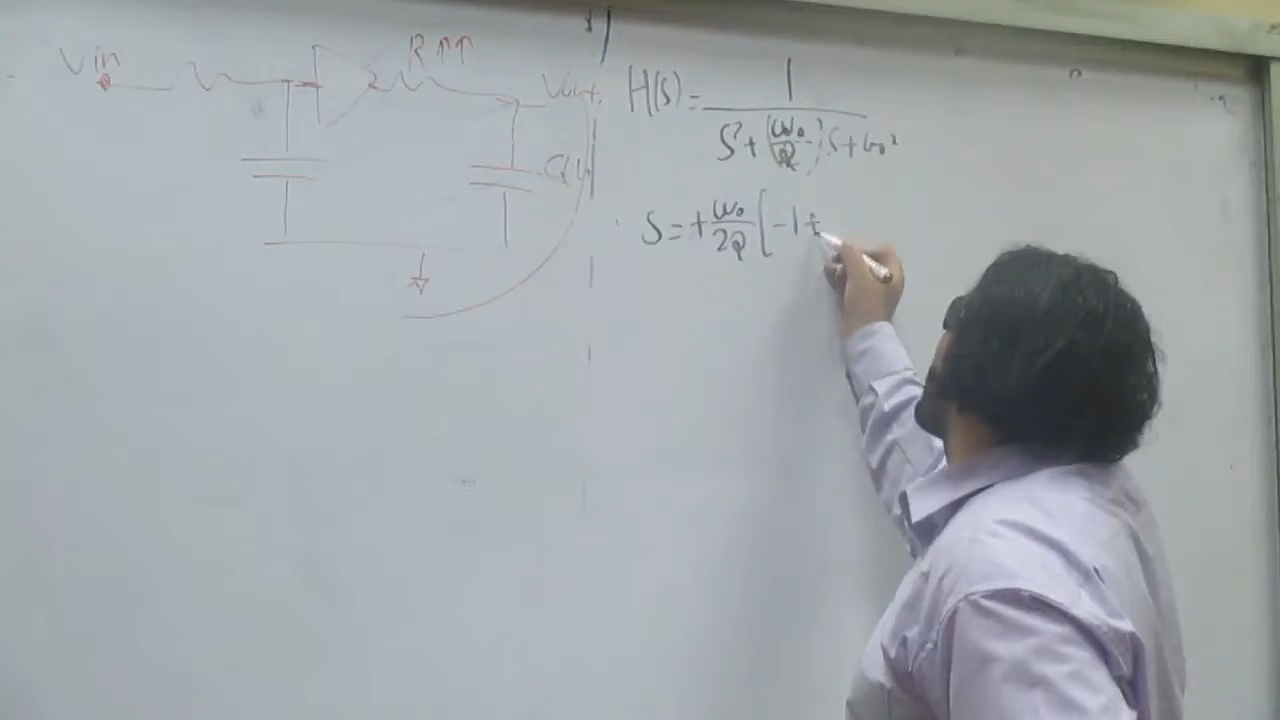 Vin
R↑↑
Vout
H(s) = 1 / (S² + (ω₀/Q) S + ω₀²)
S = + ω₀/2Q [ -1 +